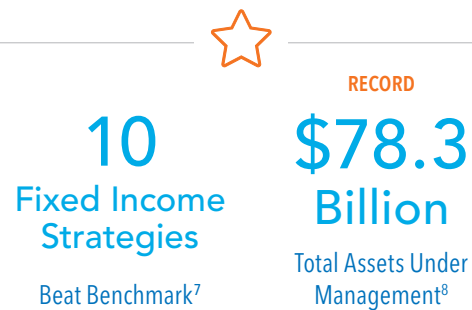 10
Fixed Income
Strategies
Beat Benchmark⁷
RECORD
$78.3
Billion
Total Assets Under
Management⁸